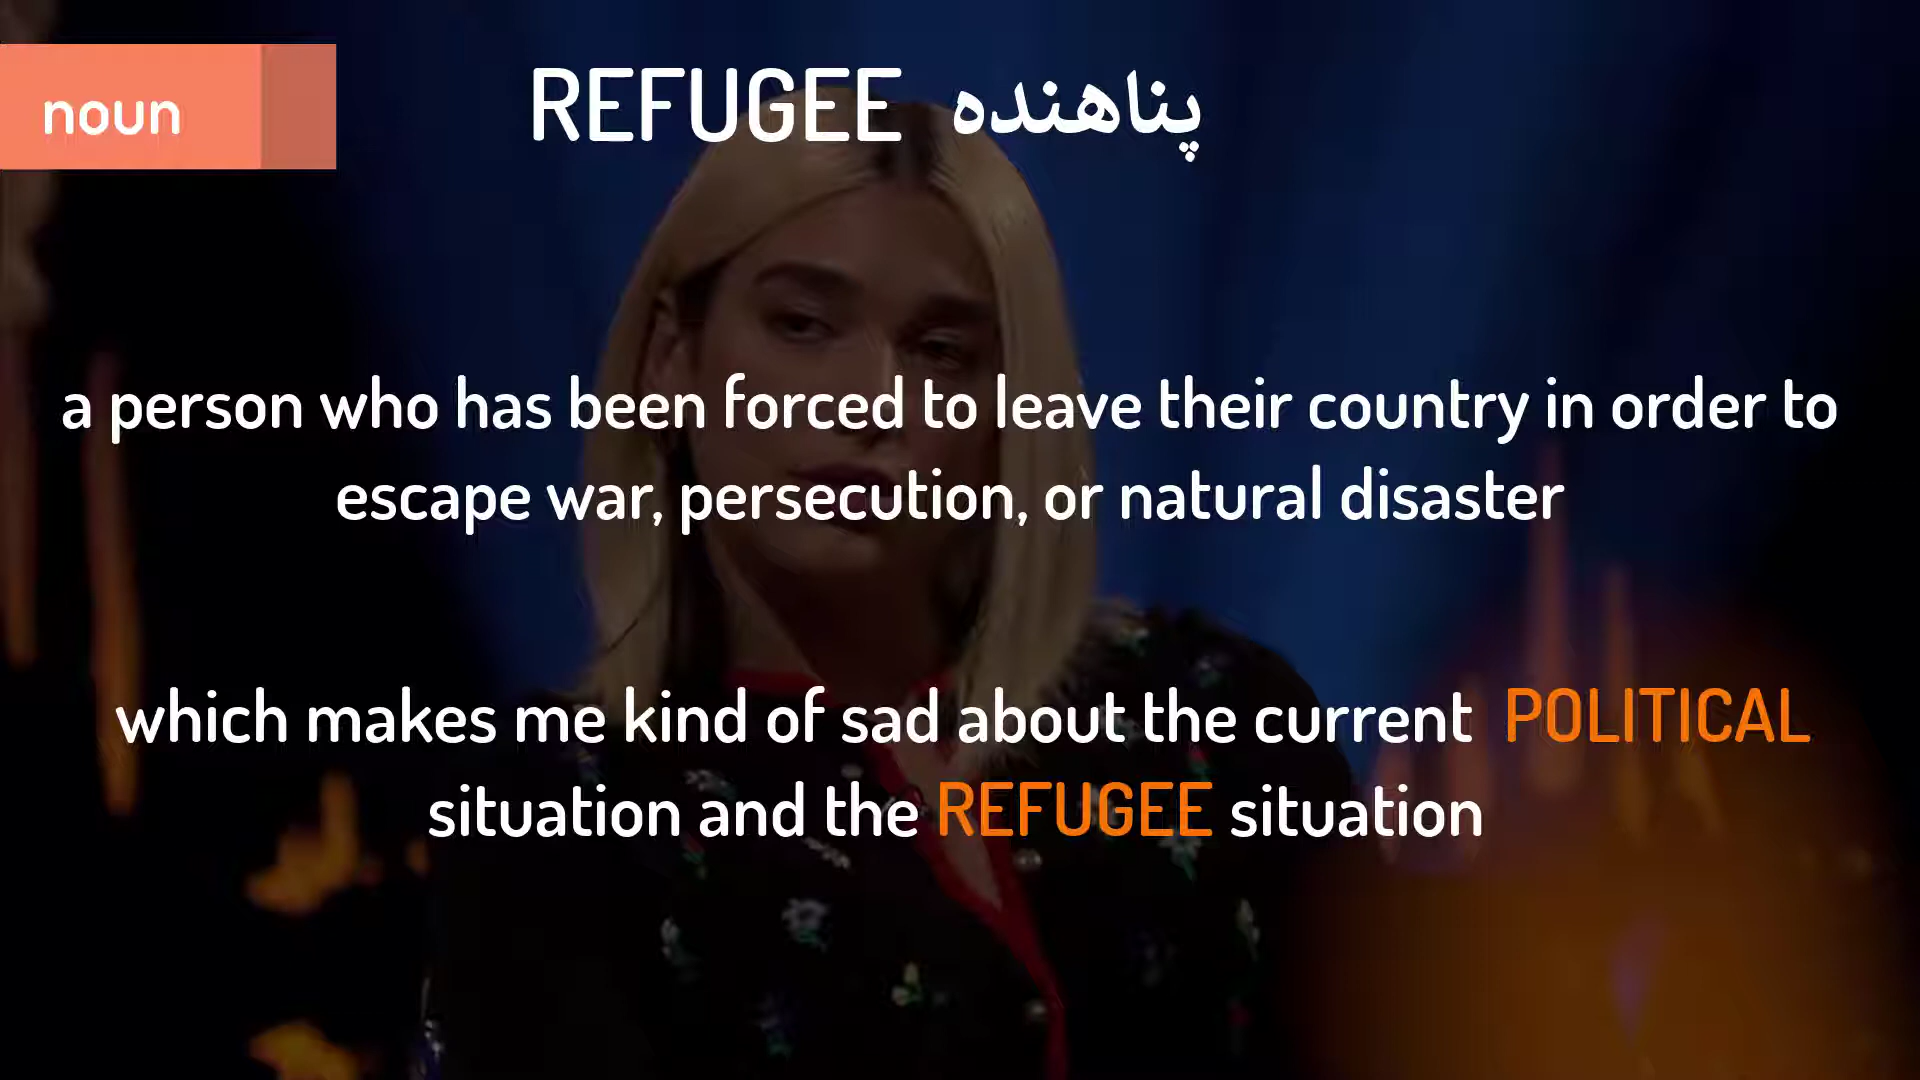 noun
REFUGEE پناهنده
a person who has been forced to leave their country in order to
escape war, persecution, or natural disaster
which makes me kind of sad about the current POLITICAL
situation and the REFUGEE situation